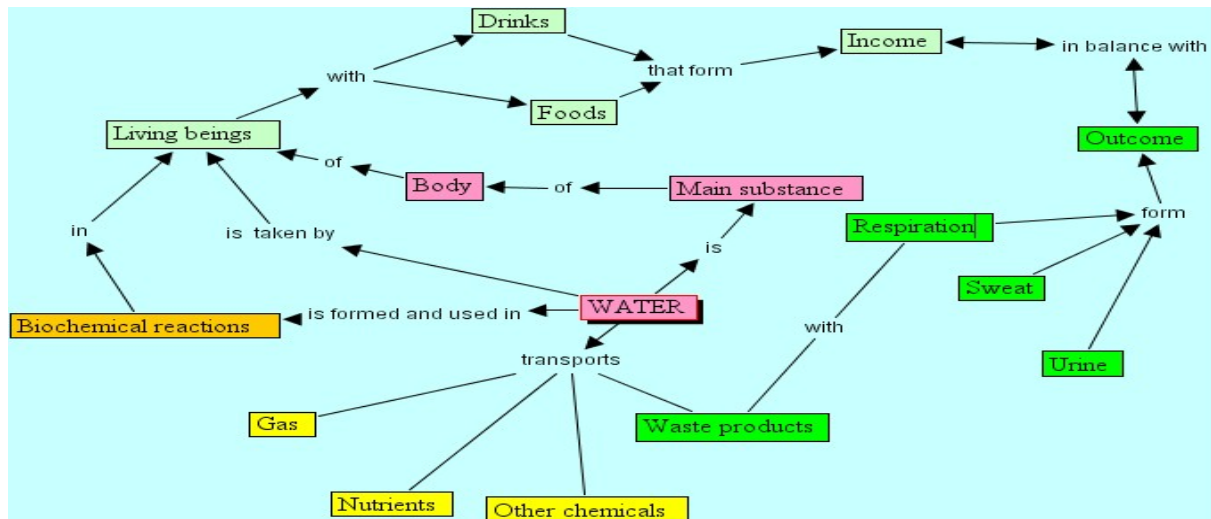 Drinks
Income
in balance with
that form
with
Foods
Living beings
Outcome
of
Body
of
Main substance
Respiration
form
in
is taken by
is
Sweat
WATER
is formed and used in
Biochemical reactions
with
transports
Urine
Gas
Waste products
Nutrients
Other chemicals